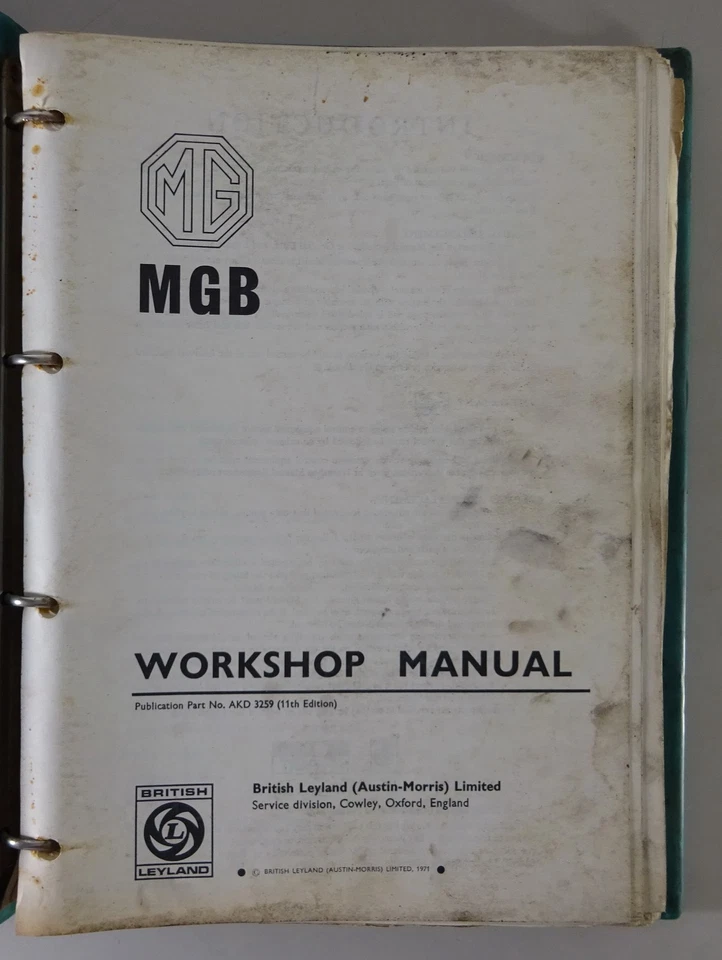 MG
MGB
WORKSHOP MANUAL
Publication Part No. AKD 3259 (11th Edition)
BRITISH
L
LEYLAND
British Leyland (Austin-Morris) Limited
Service division, Cowley, Oxford, England
© BRITISH LEYLAND (AUSTIN-MORRIS) LIMITED, 1971